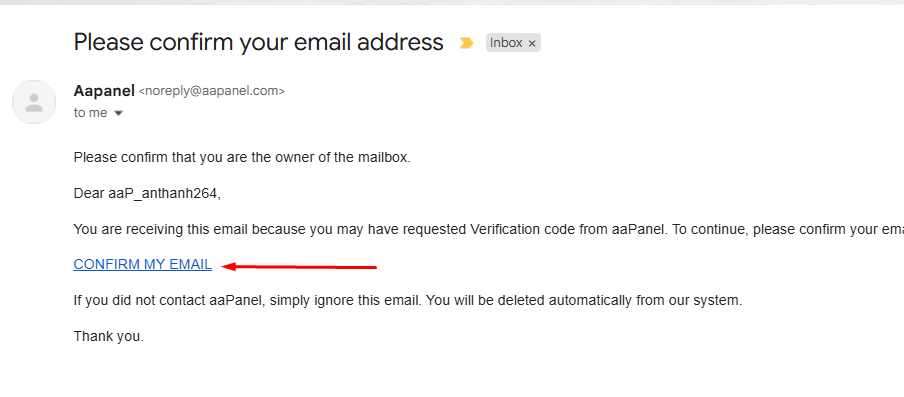 Please confirm your email address Inbox ×
Aapanel <noreply@aapanel.com>
to me
Please confirm that you are the owner of the mailbox.
Dear aaP_anthanh264,
You are receiving this email because you may have requested Verification code from aaPanel. To continue, please confirm your
CONFIRM MY EMAIL
If you did not contact aaPanel, simply ignore this email. You will be deleted automatically from our system.
Thank you.